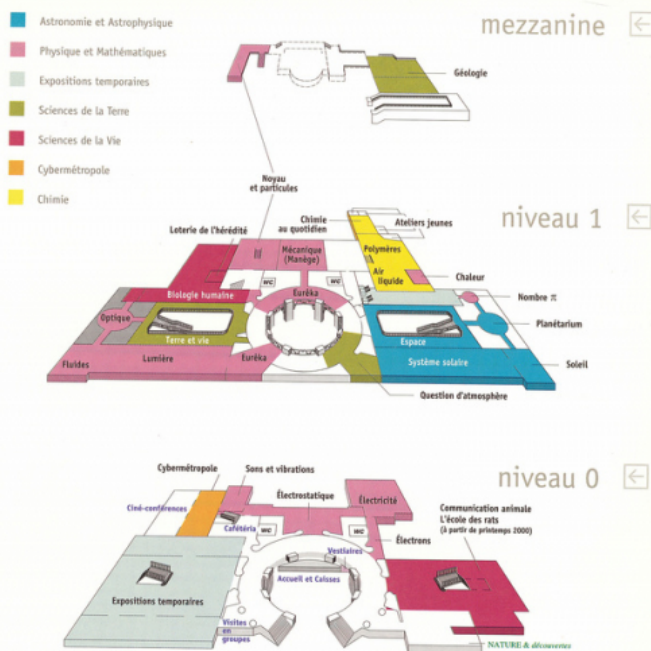 mezzanine
Astronomie et Astrophysique
Physique et Mathématiques
Expositions temporaires
Sciences de la Terre
Sciences de la Vie
Cybermétropole
Chimie
Géologie
Noyau
et particules
niveau 1
Loterie de l'hérédité
Chimie
au quotidien
Ateliers jeunes
Mécanique
(Manège)
Polymères
Air
liquide
Chaleur
WC
WC
Biologie humaine
Eurêka
Nombre π
Optique
Planétarium
Terre et vie
Espace
Fluides
Lumière
Eurêka
Système solaire
Soleil
Question d'atmosphère
niveau 0
Cybermétropole
Sons et vibrations
Électrostatique
Électricité
Communication animale
L'école des rats
(à partir de printemps 2000)
Ciné-conférences
Cafétéria
WC
WC
Électrons
Vestiaires
Accueil et Caisses
Expositions temporaires
Visites
en
groupes
NATURE & découvertes